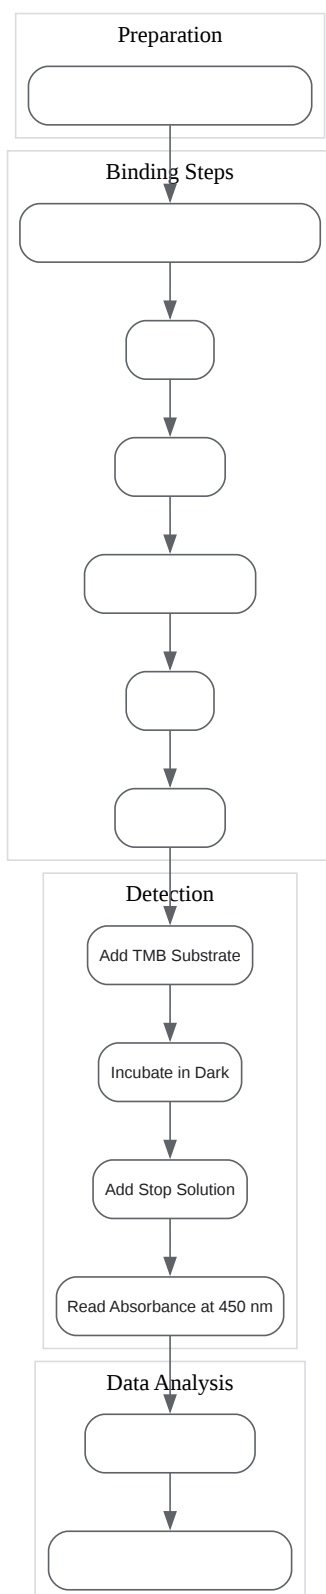 Preparation
Binding Steps
Detection
Add TMB Substrate
Incubate in Dark
Add Stop Solution
Read Absorbance at 450 nm
Data Analysis